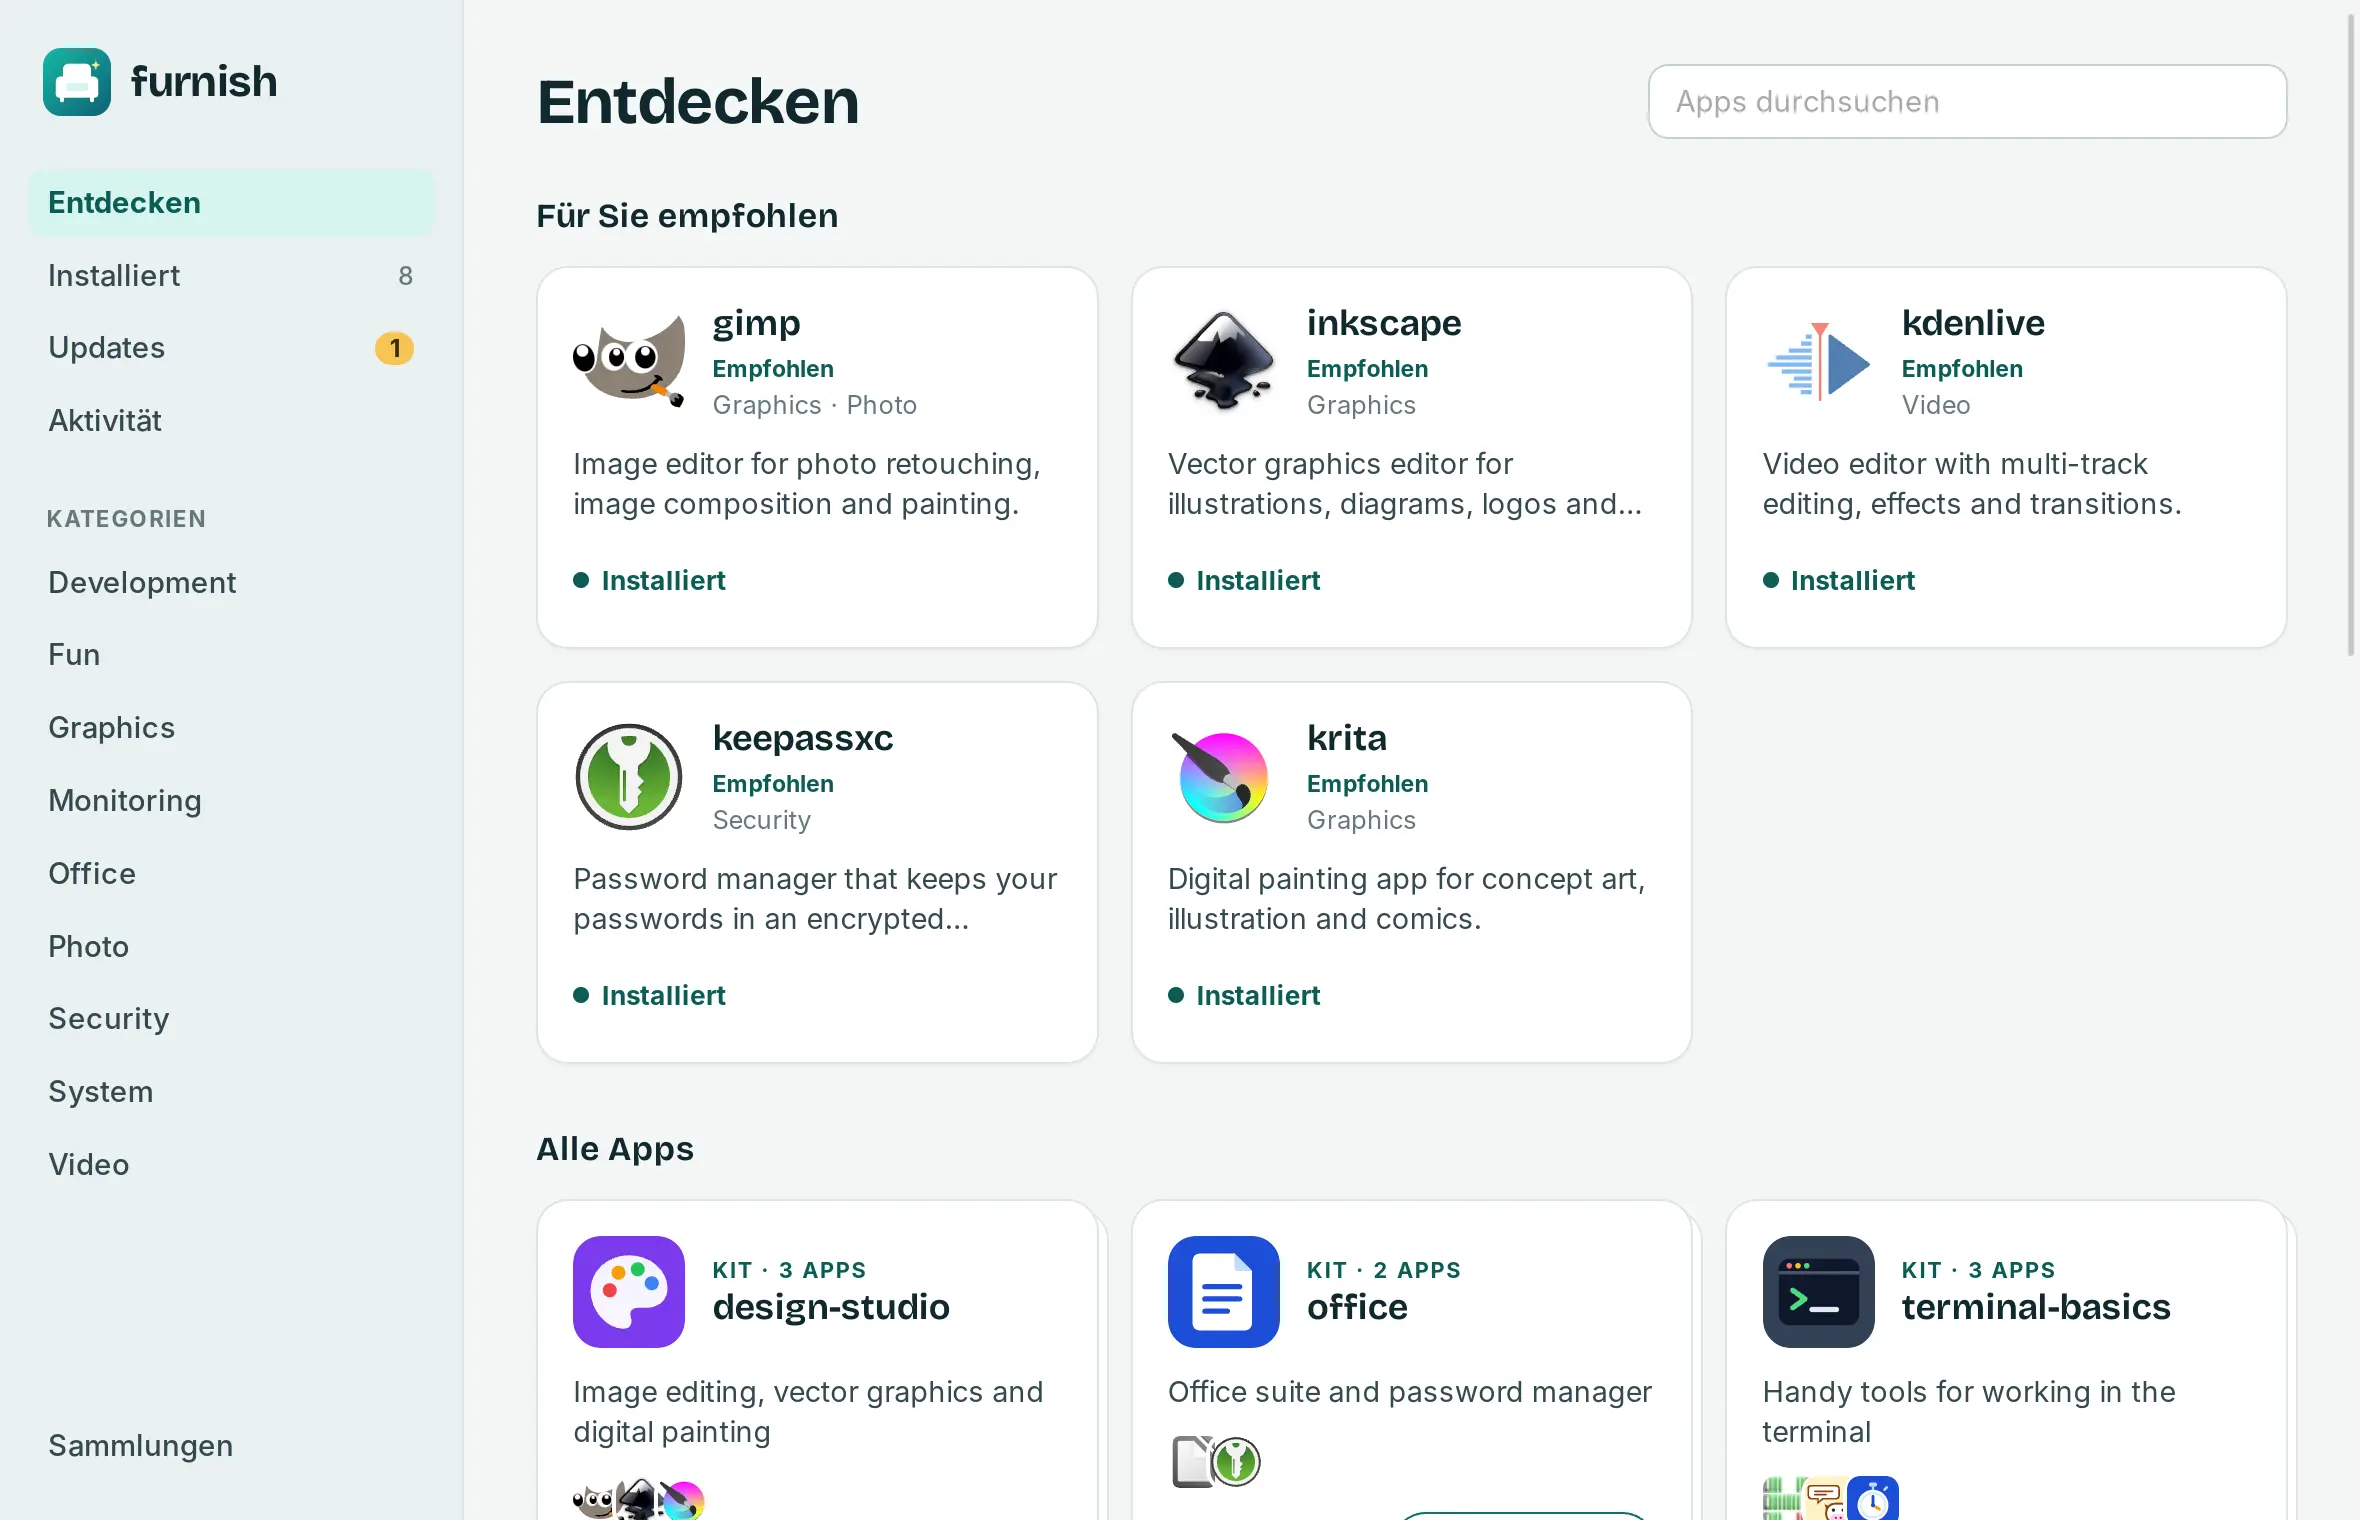 furnish
Entdecken
Installiert 8
Updates 1
Aktivität
KATEGORIEN
Development
Fun
Graphics
Monitoring
Office
Photo
Security
System
Video
Sammlungen
Entdecken
Apps durchsuchen
Für Sie empfohlen
gimp
Empfohlen
Graphics · Photo
Image editor for photo retouching,
image composition and painting.
Installiert
inkscape
Empfohlen
Graphics
Vector graphics editor for
illustrations, diagrams, logos and...
Installiert
kdenlive
Empfohlen
Video
Video editor with multi-track
editing, effects and transitions.
Installiert
keepassxc
Empfohlen
Security
Password manager that keeps your
passwords in an encrypted...
Installiert
krita
Empfohlen
Graphics
Digital painting app for concept art,
illustration and comics.
Installiert
Alle Apps
KIT · 3 APPS
design-studio
Image editing, vector graphics and
digital painting
KIT · 2 APPS
office
Office suite and password manager
KIT · 3 APPS
terminal-basics
Handy tools for working in the
terminal